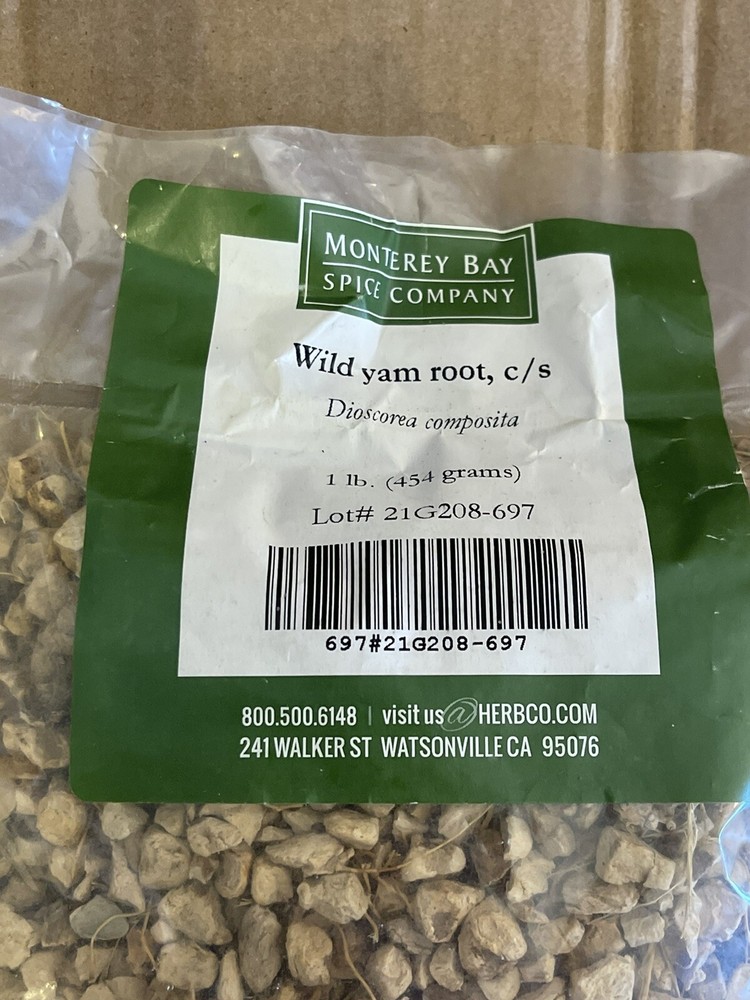 MONTEREY BAY
SPICE COMPANY
Wild yam root, c/s
Dioscorea composita
1 lb. (454 grams)
Lot# 21G208-697
697#21G208-697
800.500.6148 | visit us @ HERBCO.COM
241 WALKER ST WATSONVILLE CA 95076